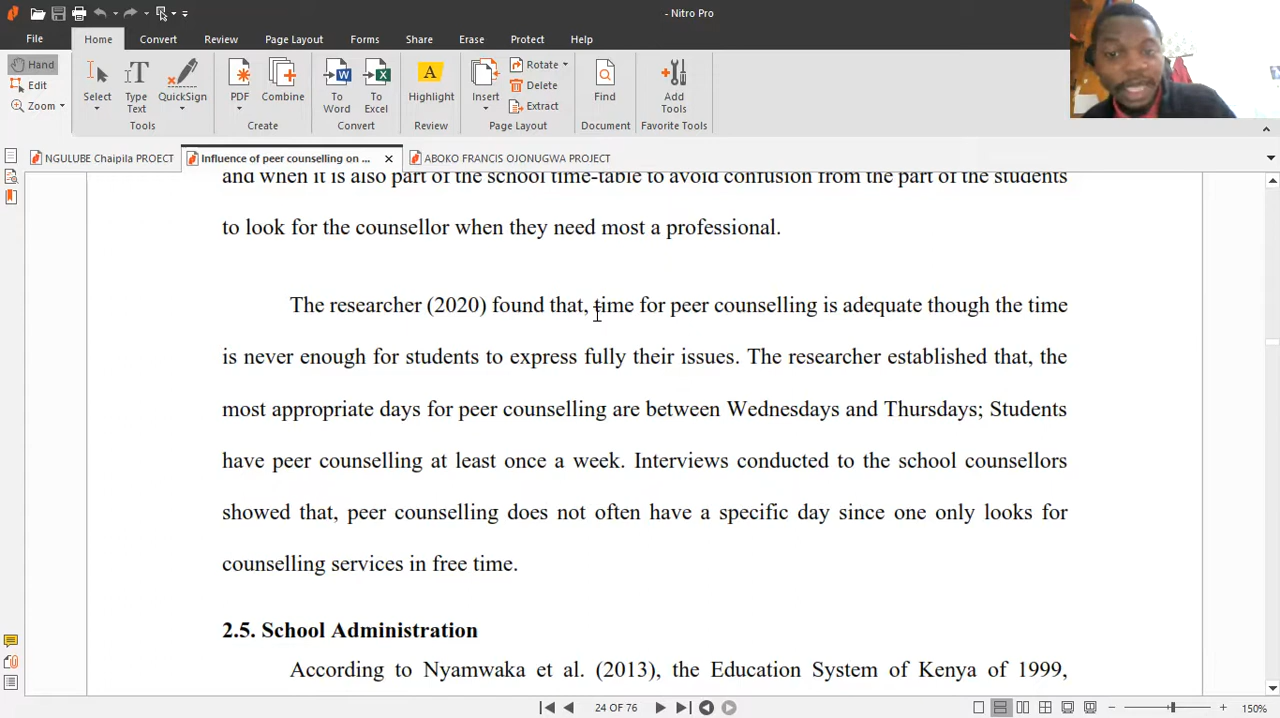 - Nitro Pro
File Home Convert Review Page Layout Forms Share Erase Protect Help
Hand
Edit
Zoom
Select
Type Text
QuickSign
Tools
PDF
Combine
Create
To Word
To Excel
Convert
Highlight
Review
Insert
Rotate
Delete
Extract
Page Layout
Find
Document
Add Tools
Favorite Tools
NGULUBE Chaipila PROJECT
Influence of peer counselling on ...
ABOKO FRANCIS OJONUGWA PROJECT
and when it is also part of the school time-table to avoid confusion from the part of the students
to look for the counsellor when they need most a professional.
The researcher (2020) found that, time for peer counselling is adequate though the time
is never enough for students to express fully their issues. The researcher established that, the
most appropriate days for peer counselling are between Wednesdays and Thursdays; Students
have peer counselling at least once a week. Interviews conducted to the school counsellors
showed that, peer counselling does not often have a specific day since one only looks for
counselling services in free time.
2.5. School Administration
According to Nyamwaka et al. (2013), the Education System of Kenya of 1999,
24 OF 76
150%